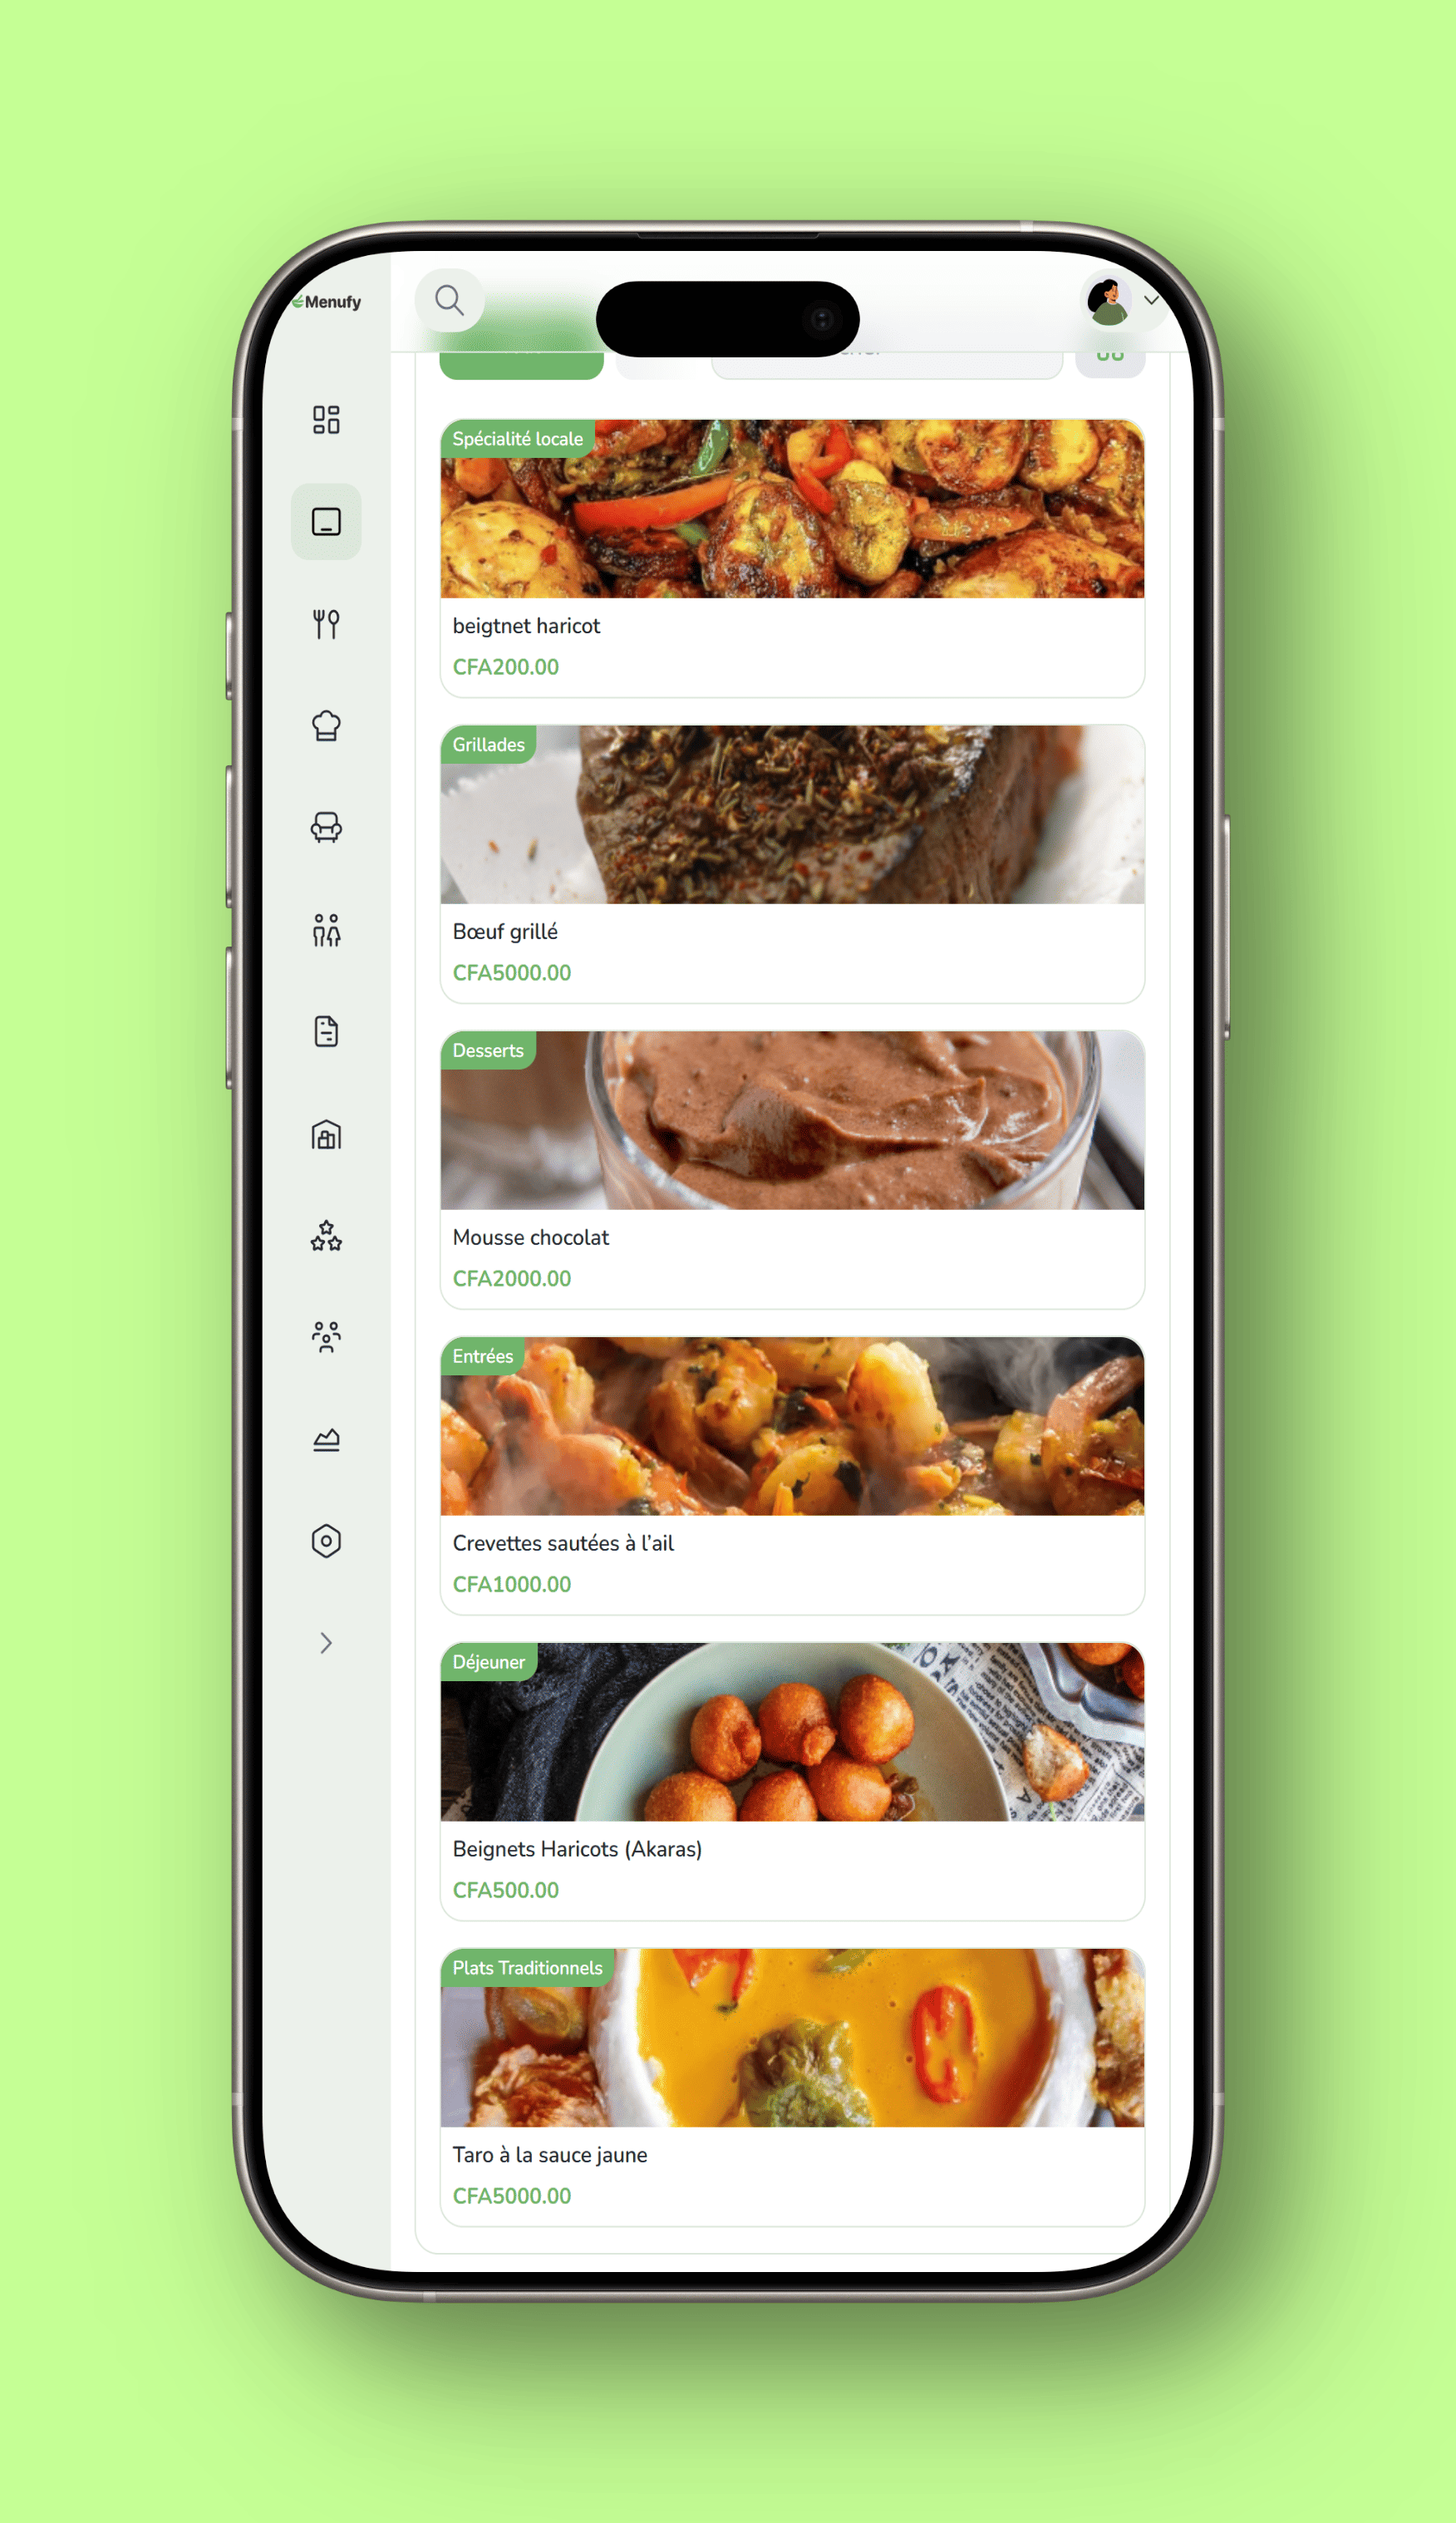 Menufy
Spécialité locale
beigtnet haricot
CFA200.00
Grillades
Bœuf grillé
CFA5000.00
Desserts
Mousse chocolat
CFA2000.00
Entrées
Crevettes sautées à l’ail
CFA1000.00
Déjeuner
Beignets Haricots (Akaras)
CFA500.00
Plats Traditionnels
Taro à la sauce jaune
CFA5000.00